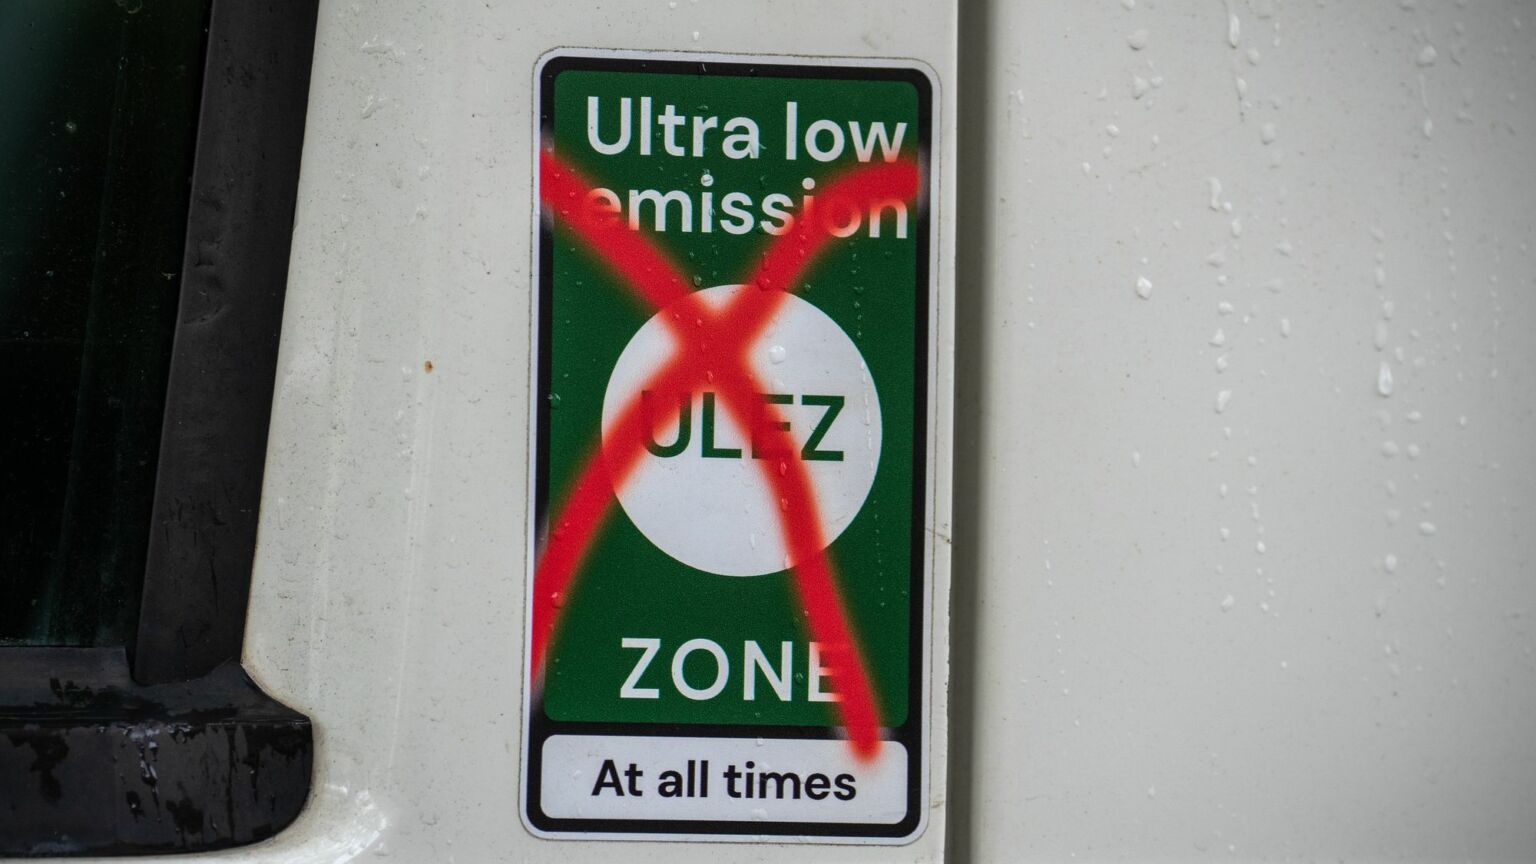 Ultra low
emission
ULEZ
ZONE
At all times